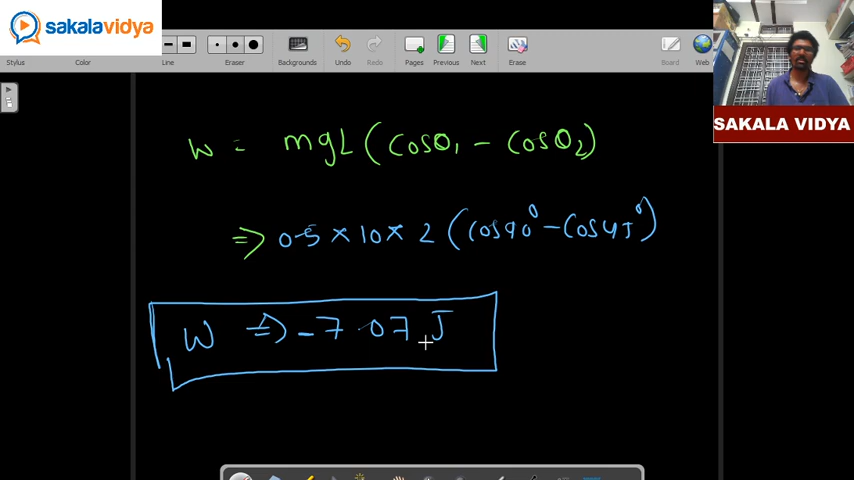 sakalavidya
Stylus Color Line Eraser Backgrounds Undo Redo Pages Previous Next Erase Board Web
SAKALA VIDYA
W = mgL (Cosθ₁ - Cosθ₂)
⇒ 0.5 × 10 × 2 (Cos90° - Cos45°)
W ⇒ -7.07 J